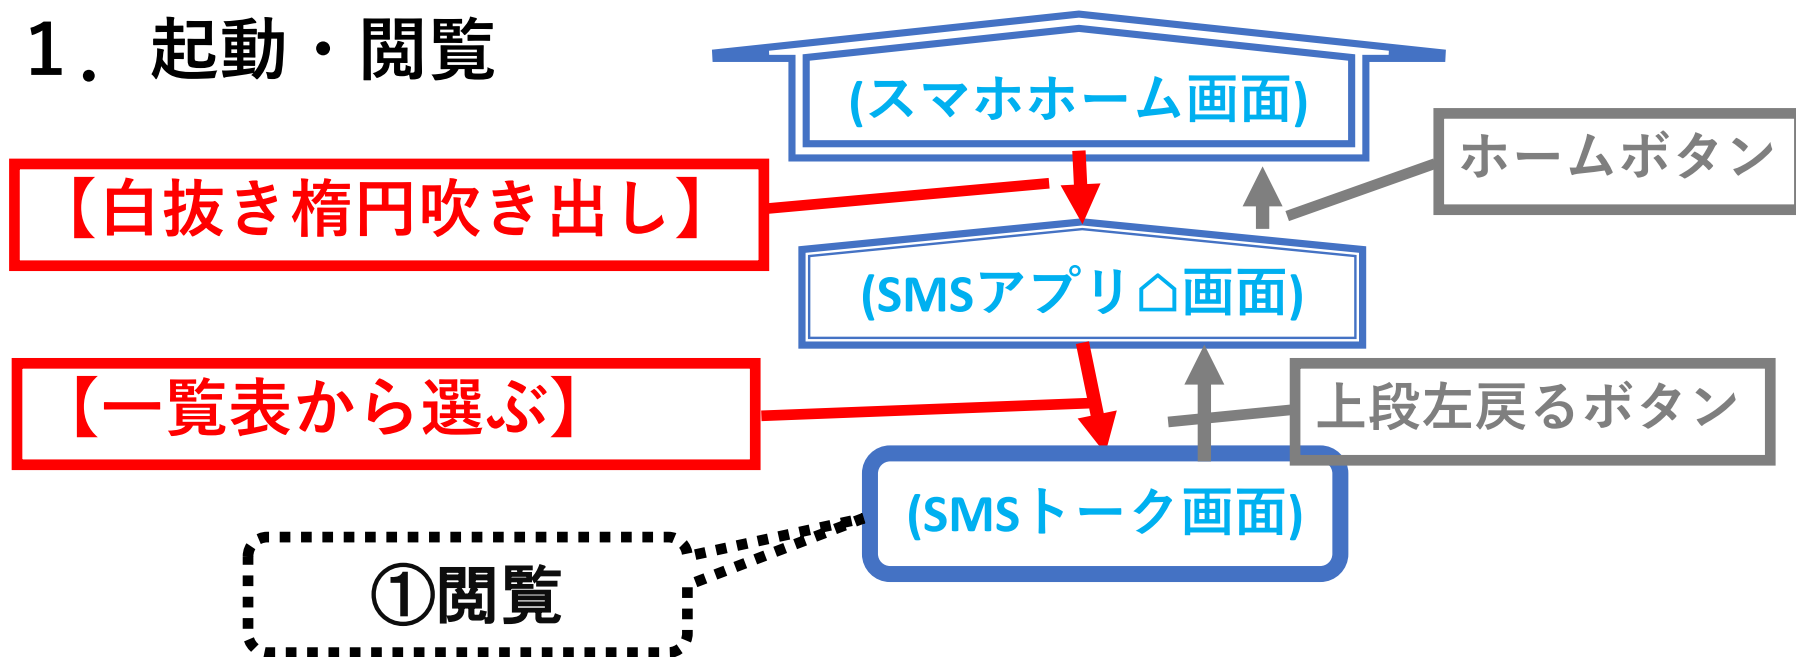 １．起動・閲覧
(スマホホーム画面)
ホームボタン
【白抜き楕円吹き出し】
(SMSアプリ⌂画面)
【一覧表から選ぶ】
上段左戻るボタン
(SMSトーク画面)
①閲覧